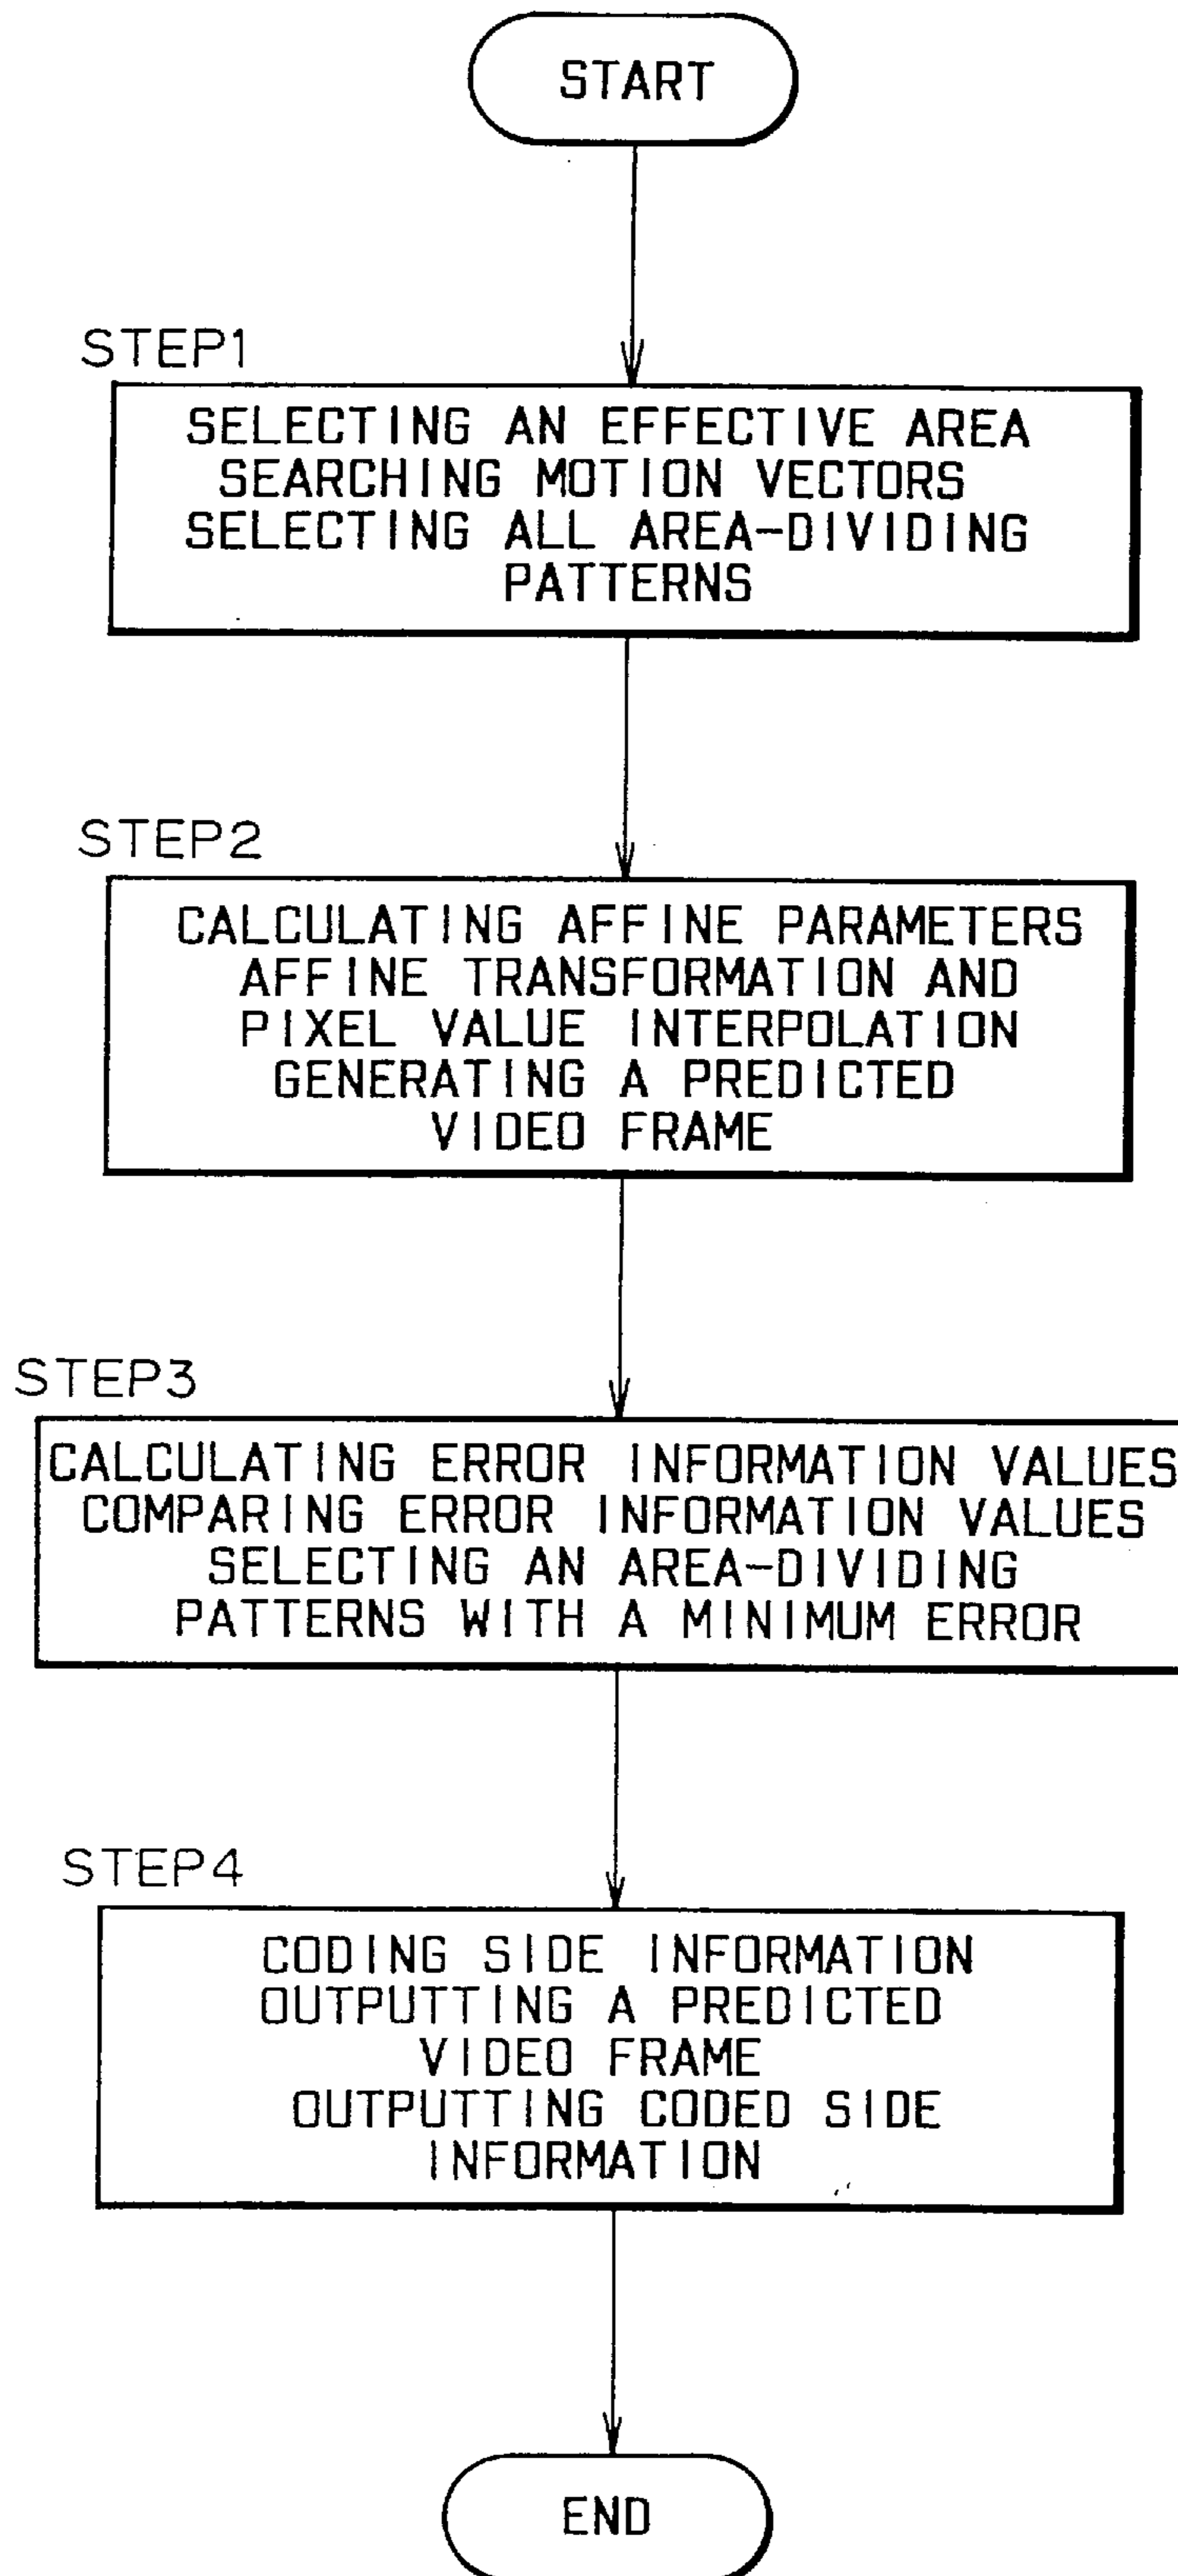 START
STEP1
SELECTING AN EFFECTIVE AREA
SEARCHING MOTION VECTORS
SELECTING ALL AREA-DIVIDING
PATTERNS
STEP2
CALCULATING AFFINE PARAMETERS
AFFINE TRANSFORMATION AND
PIXEL VALUE INTERPOLATION
GENERATING A PREDICTED
VIDEO FRAME
STEP3
CALCULATING ERROR INFORMATION VALUES
COMPARING ERROR INFORMATION VALUES
SELECTING AN AREA-DIVIDING
PATTERNS WITH A MINIMUM ERROR
STEP4
CODING SIDE INFORMATION
OUTPUTTING A PREDICTED
VIDEO FRAME
OUTPUTTING CODED SIDE
INFORMATION
END